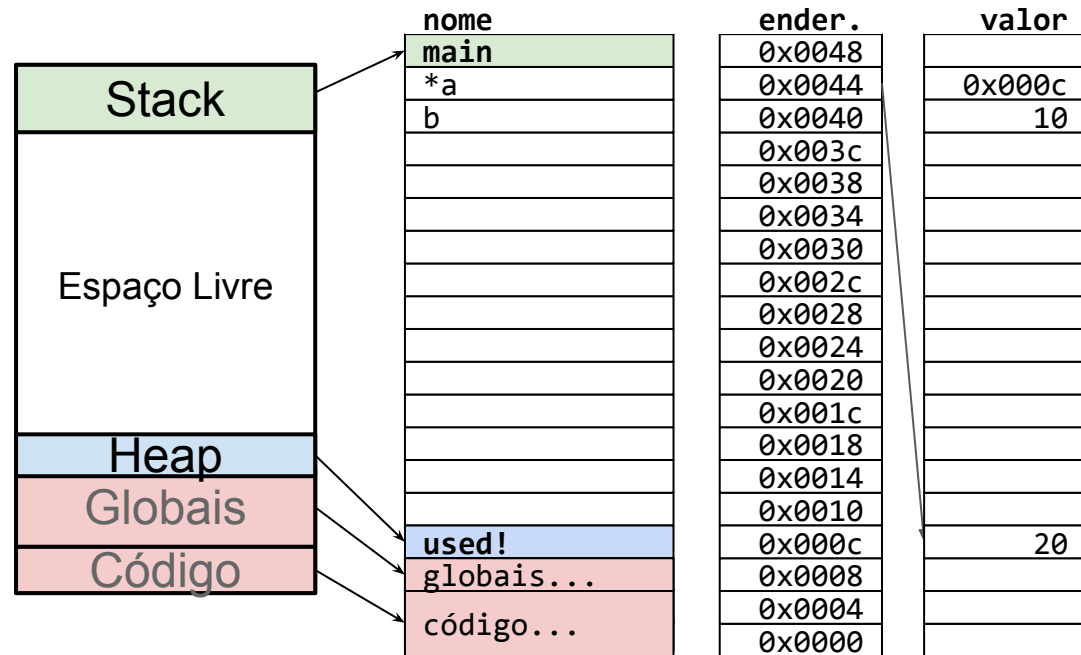 nome ender. valor
main 0x0048
Stack *a 0x0044 0x000c
b 0x0040 10
0x003c
0x0038
0x0034
0x0030
Espaço Livre 0x002c
0x0028
0x0024
0x0020
0x001c
Heap 0x0018
0x0014
Globais 0x0010
used! 0x000c 20
Código globais... 0x0008
código... 0x0004
0x0000